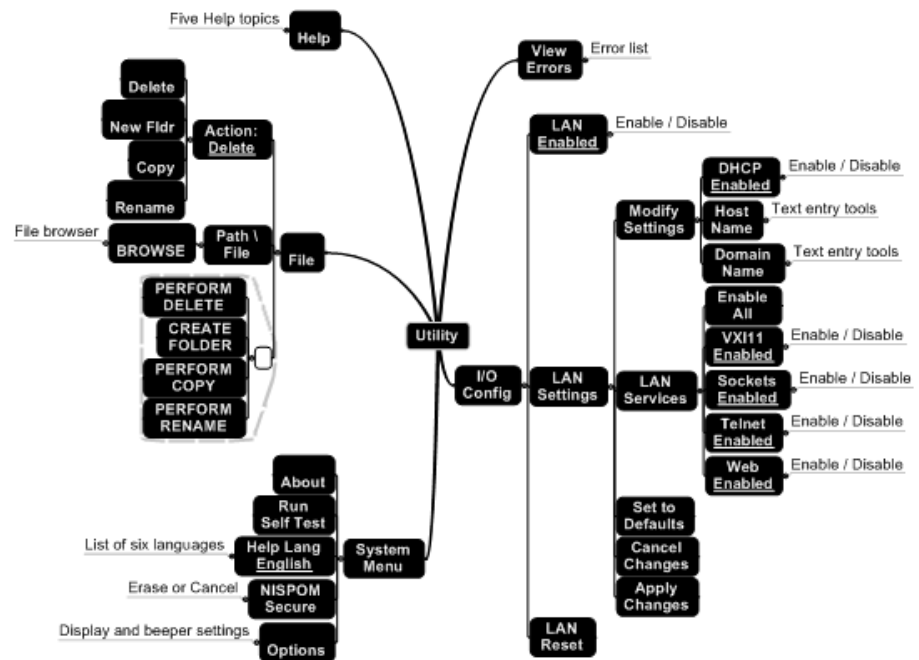 Five Help topics
Help
View
Errors
Error list
Delete
New Fldr
Copy
Rename
Action:
Delete
File browser
BROWSE
Path \
File
File
PERFORM
DELETE
CREATE
FOLDER
PERFORM
COPY
PERFORM
RENAME
Utility
I/O
Config
LAN
Enabled
Enable / Disable
LAN
Settings
Modify
Settings
DHCP
Enabled
Enable / Disable
Host
Name
Text entry tools
Domain
Name
Text entry tools
LAN
Services
Enable
All
VXI11
Enabled
Enable / Disable
Sockets
Enabled
Enable / Disable
Telnet
Enabled
Enable / Disable
Web
Enabled
Enable / Disable
Set to
Defaults
Cancel
Changes
Apply
Changes
LAN
Reset
About
Run
Self Test
List of six languages
Help Lang
English
Erase or Cancel
NISPOM
Secure
Display and beeper settings
Options
System
Menu